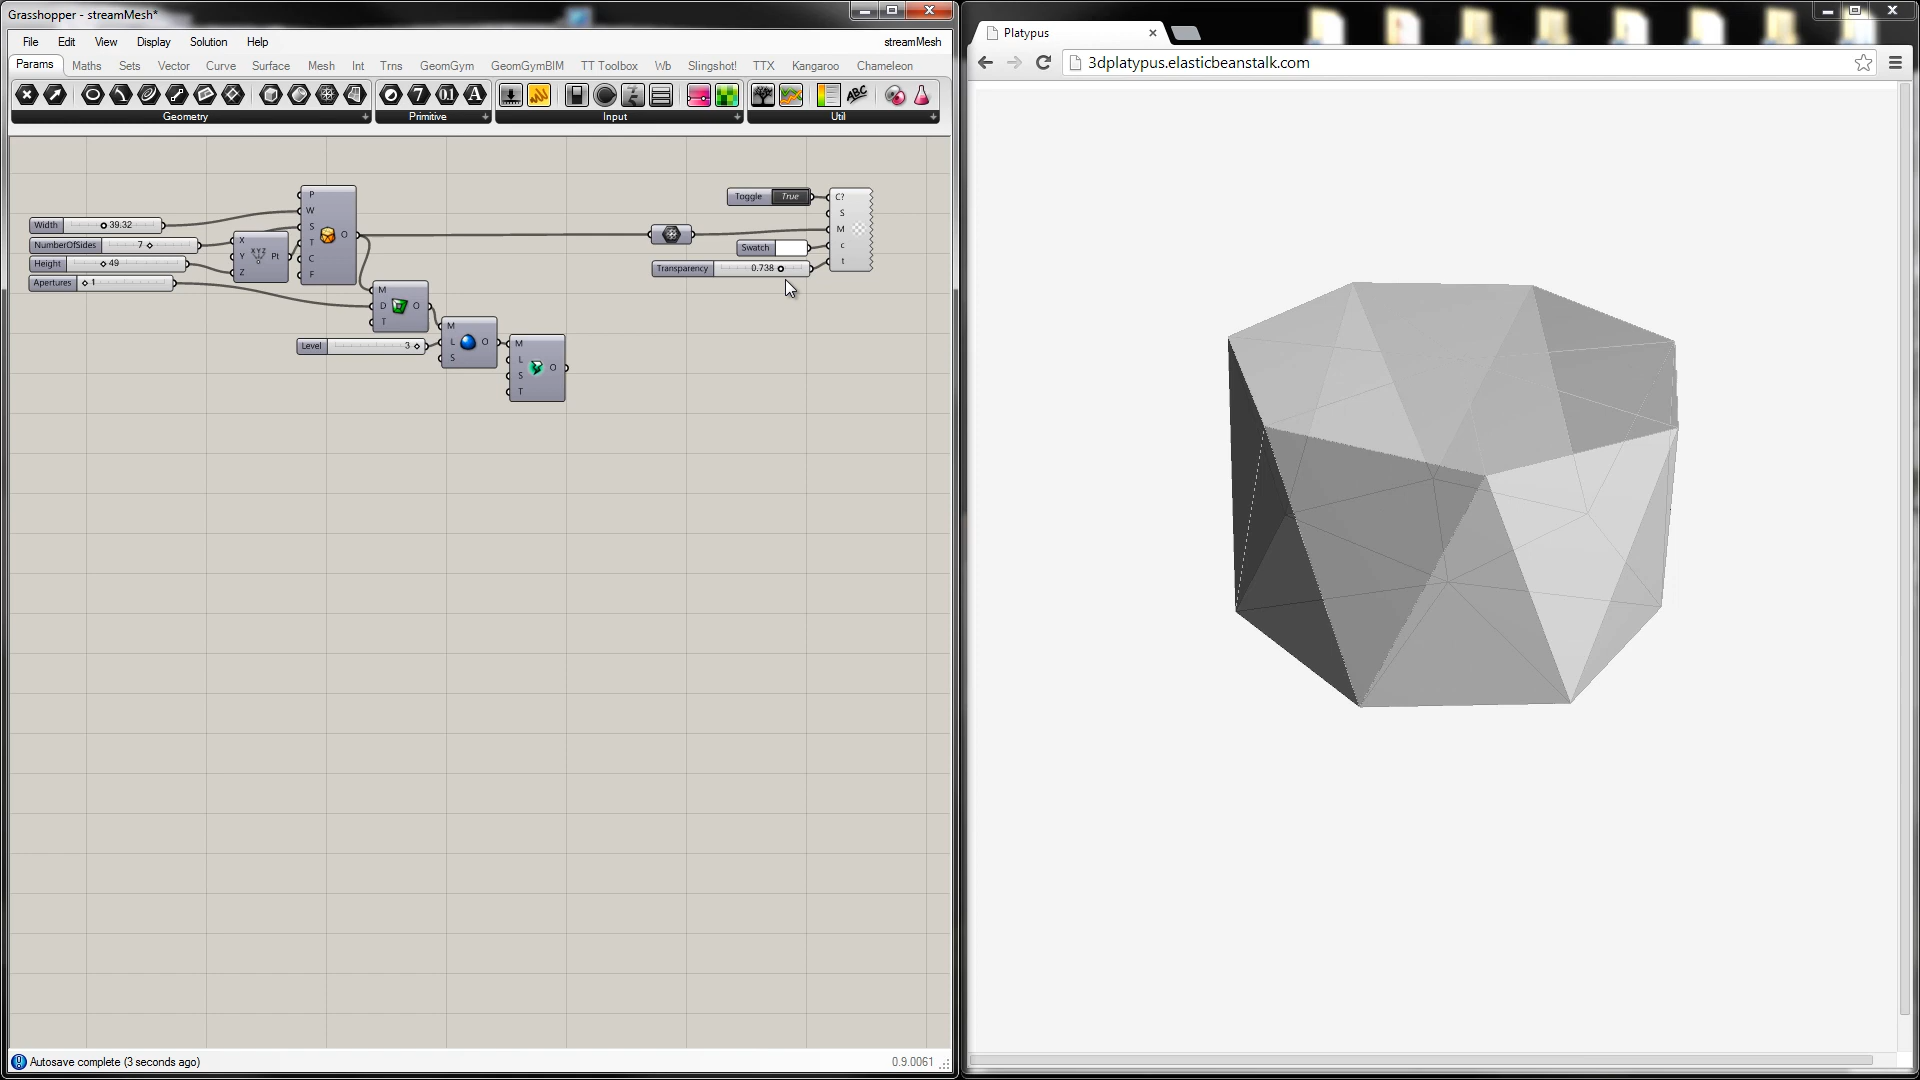 Grasshopper - streamMesh*
File Edit View Display Solution Help streamMesh
Params Maths Sets Vector Curve Surface Mesh Int Trns GeomGym GeomGymBIM TT Toolbox Wb Slingshot! TTX Kangaroo Chameleon
Geometry Primitive Input Util
Width 39.32
NumberOfSides 7
Height 49
Apertures 1
X
Y
Z
XYZ
Pt
P
W
S
T
C
F
O
M
D
T
O
Level 3
M
L
S
O
M
L
S
T
O
Toggle True
Swatch
Transparency 0.738
C?
S
M
c
t
Autosave complete (3 seconds ago)
0.9.0061
Platypus
3dplatypus.elasticbeanstalk.com